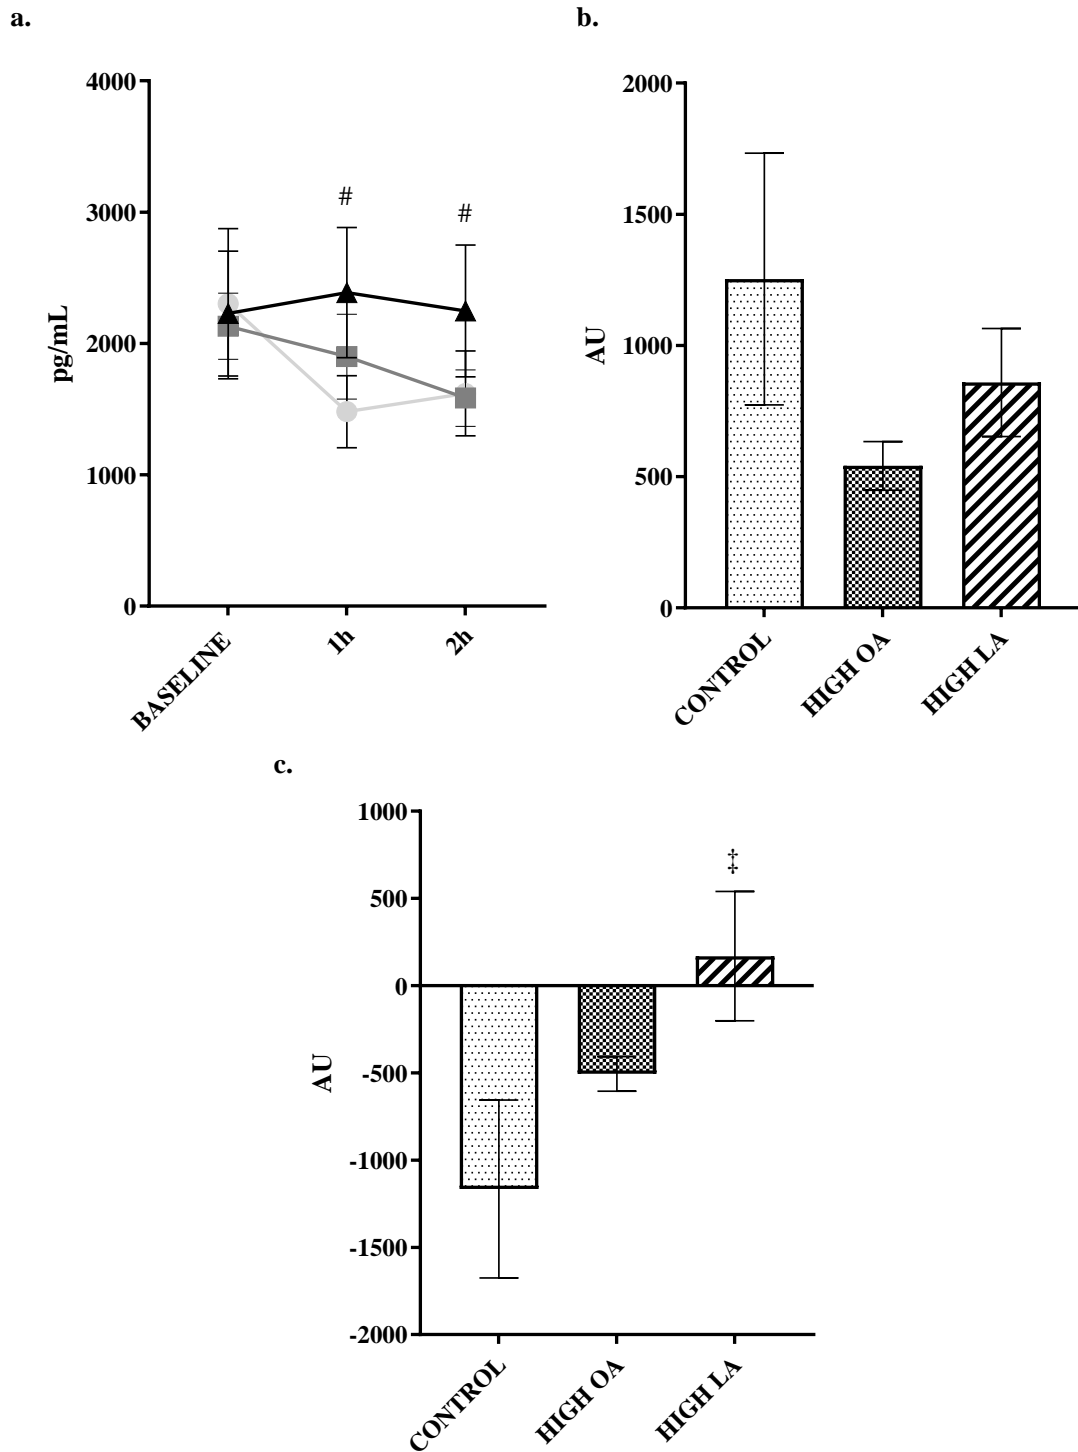 a.
pg/mL
4000
3000
2000
1000
0
#
#
BASELINE
1h
2h
b.
AU
2000
1500
1000
500
0
CONTROL
HIGH OA
HIGH LA
c.
AU
1000
500
0
-500
-1000
-1500
-2000
‡
CONTROL
HIGH OA
HIGH LA